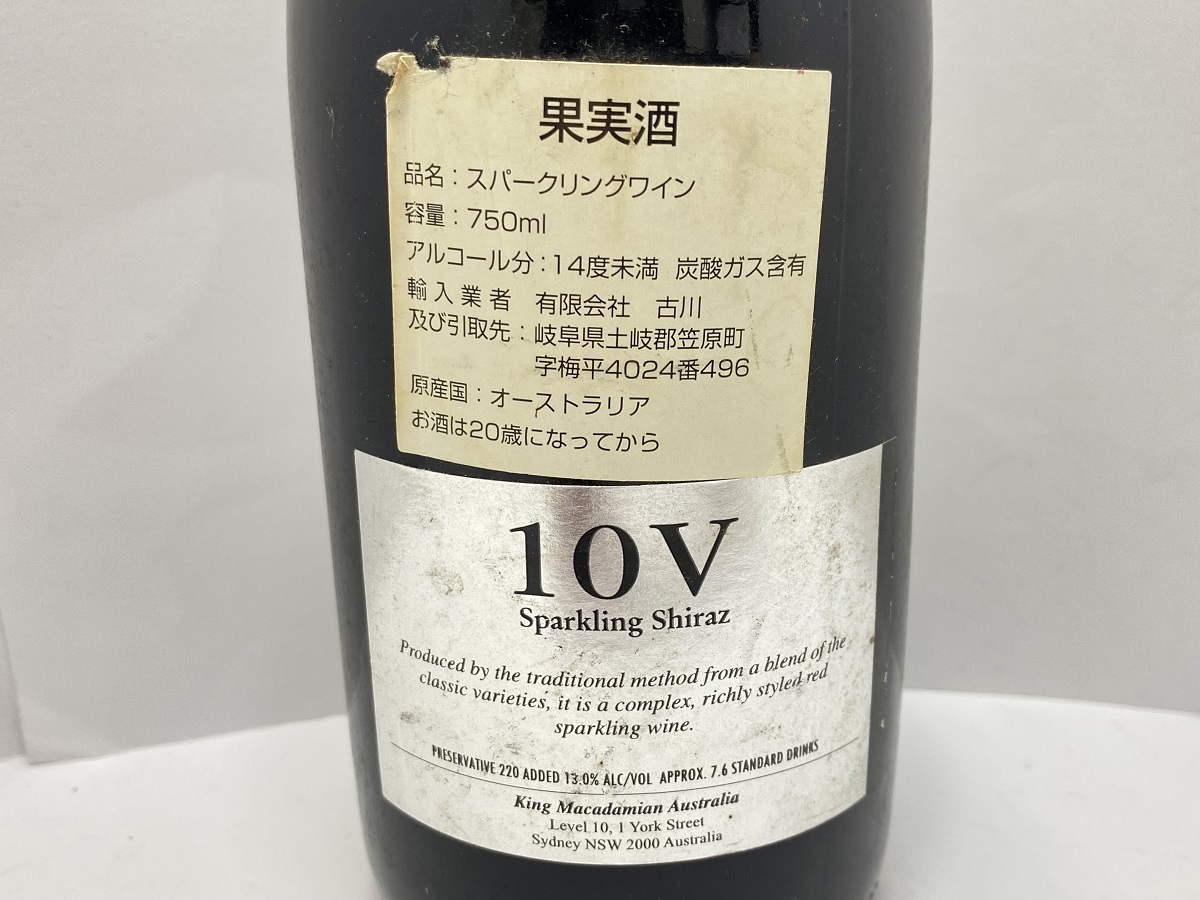 果実酒
品名：スパークリングワイン
容量：750ml
アルコール分：14度未満 炭酸ガス含有
輸入業者 有限会社 古川
及び引取先：岐阜県土岐郡笠原町
字梅平4024番496
原産国：オーストラリア
お酒は20歳になってから
10V
Sparkling Shiraz
Produced by the traditional method from a blend of the
classic varieties, it is a complex, richly styled red
sparkling wine.
PRESERVATIVE 220 ADDED 13.0% ALC/VOL APPROX. 7.6 STANDARD DRINKS
King Macadamian Australia
Level 10, 1 York Street
Sydney NSW 2000 Australia